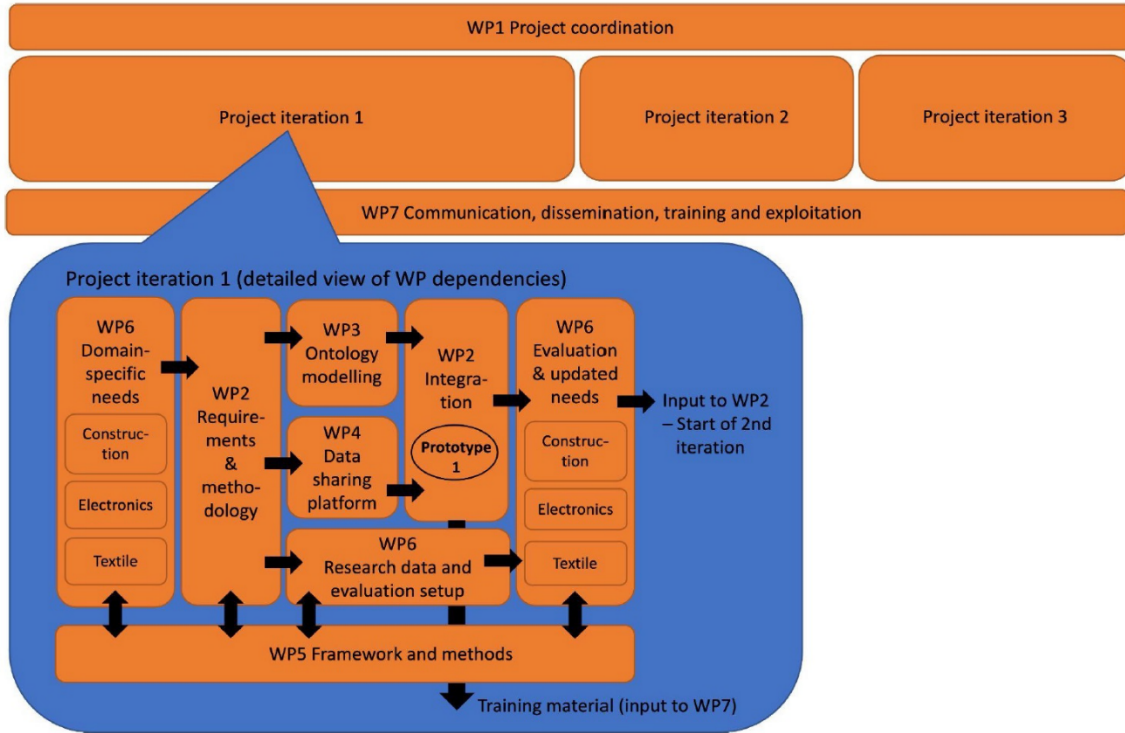 WP1 Project coordination
Project iteration 1
Project iteration 2
Project iteration 3
WP7 Communication, dissemination, training and exploitation
Project iteration 1 (detailed view of WP dependencies)
WP6
Domain-
specific
needs
Construc-
tion
Electronics
Textile
WP2
Require-
ments
&
metho-
dology
WP3
Ontology
modelling
WP4
Data
sharing
platform
WP2
Integra-
tion
Prototype
1
WP6
Research data and
evaluation setup
WP6
Evaluation
& updated
needs
Construc-
tion
Electronics
Textile
Input to WP2
– Start of 2nd
iteration
WP5 Framework and methods
Training material (input to WP7)